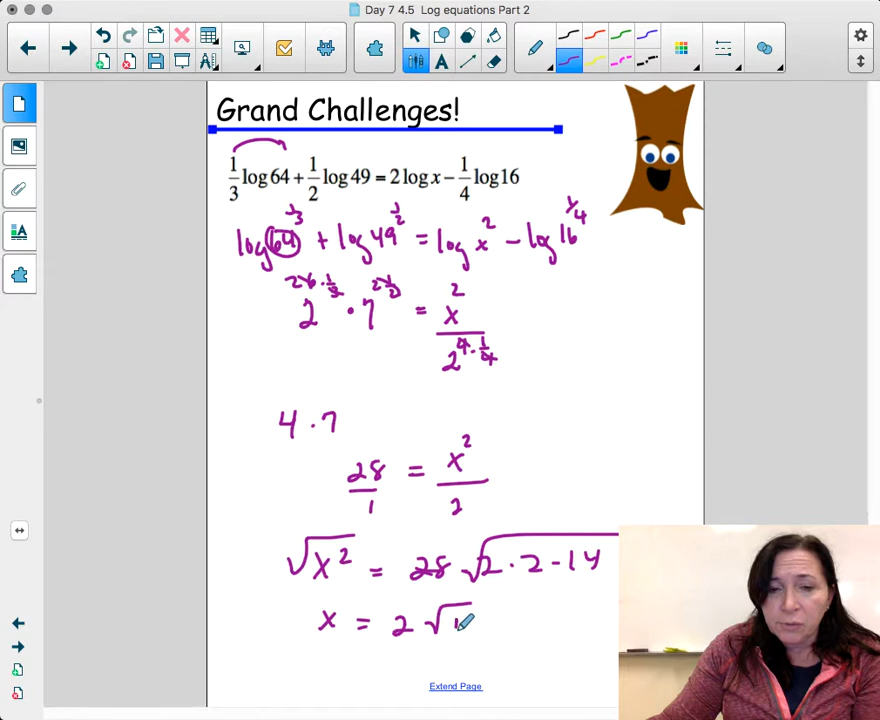 Day 7 4.5 Log equations Part 2
Grand Challenges!
1/3 log 64 + 1/2 log 49 = 2 log x − 1/4 log 16
log 64^1/3 + log 49^1/2 = log x^2 − log 16^1/4
2^6·1/3 · 7^2·1/2 = x^2 / 2^4·1/4
4 · 7
28/1 = x^2/2
√x^2 = 28 √2 · 2 - 14
x = 2 √1
Extend Page